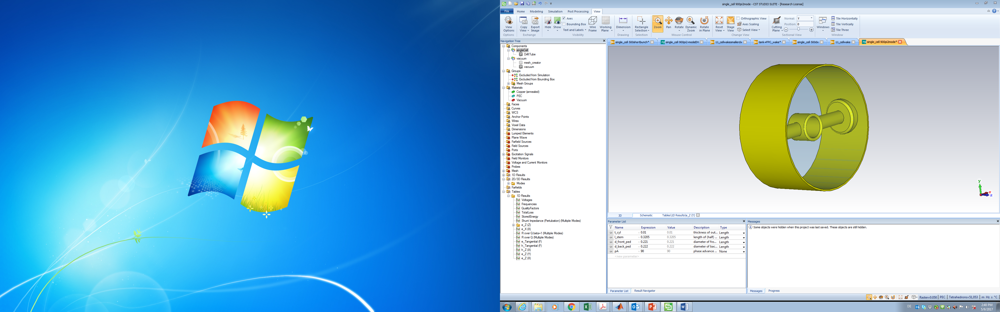 single_cell 900pi2mode - CST STUDIO SUITE - [Research License]
File Home Modeling Simulation Post Processing View
View Options
Options
Copy View
Export Image
Exchange
Hide
Show
Axes
Bounding Box
Text and Labels
Wire Frame
Working Plane
Visibility
Dimension
Drawing
Rectangle Selection
Selection
Zoom
Pan
Rotate
Dynamic Zoom
Rotate in Plane
Mouse Control
Reset View
Stage View
Orthographic View
Axes Scaling
Select View
Change View
Cutting Plane
Normal: Y
Position: 0
Sectional View
Windows
Tile Horizontally
Tile Vertically
Tile Three
Window
Navigation Tree
single_cell 500shortbunch* single_cell 900pi2-modeEH 11_cellwakesmallerdx tank+FPC_wake* single_cell 500dx 11_cellwake single_cell 900pi2mode*
Components
singleCell
DriftTube
vacuum
mesh_creator
vacuum
Groups
Excluded from Simulation
Excluded from Bounding Box
Mesh Groups
Materials
Copper (annealed)
PEC
Vacuum
Faces
Curves
WCS
Anchor Points
Wires
Voxel Data
Dimensions
Lumped Elements
Plane Wave
Farfield Sources
Field Sources
Ports
Excitation Signals
Field Monitors
Voltage and Current Monitors
Probes
Mesh
1D Results
2D/3D Results
Modes
Farfields
Tables
1D Results
Voltages
Frequencies
QualityFactors
TotalLoss
StoredEnergy
Shunt Impedance (Pertubation) (Multiple Modes)
e_Z (Z)
e_X (X)
R over Q beta=1 (Multiple Modes)
R over Q (Multiple Modes)
e_Tangential (F)
h_Tangential (F)
h_Z (X)
e_Z (Y)
e_Z (X)
y
x
z
3D Schematic Tables\1D Results\e_Z (Y)
Parameter List
Name Expression Value Description Type
t_cyl = 0.01 0.01 thickness of out... Length
l_stem = 0.3205 0.3205 length of (half) ... Length
d_front_ped = 0.221 0.221 diameter of fro... Length
d_back_ped = 0.222 0.222 diameter of bac... Length
pA = 90 90 phase advance ... None
<new parameter>
Parameter List Result Navigator
Messages
Some objects were hidden when this project was last saved. These objects are still hidden.
Messages Progress
Raster=0.050 PEC Tetrahedrons=51,053 m Hz s °C
DE
2:40 PM
5/9/2017